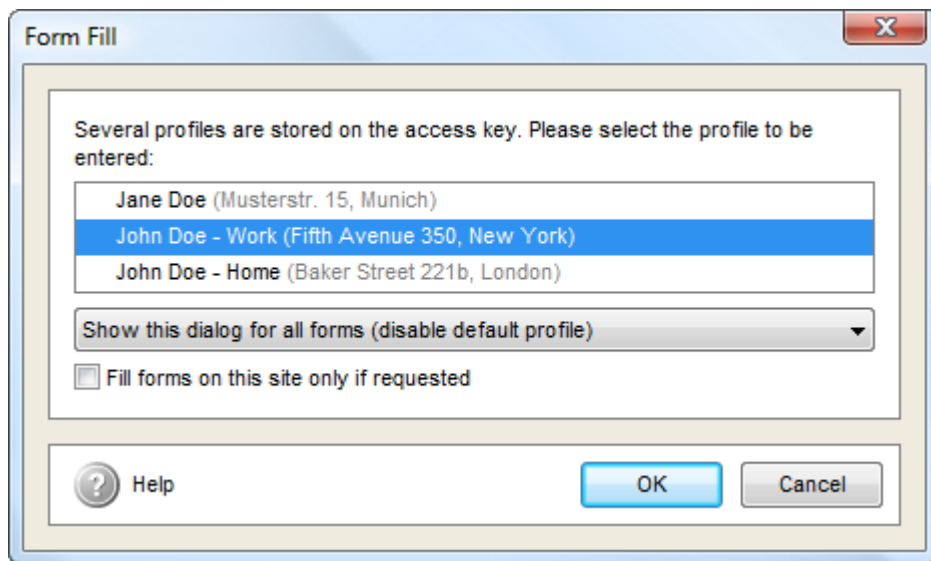 Form Fill
Several profiles are stored on the access key. Please select the profile to be
entered:
Jane Doe (Musterstr. 15, Munich)
John Doe - Work (Fifth Avenue 350, New York)
John Doe - Home (Baker Street 221b, London)
Show this dialog for all forms (disable default profile)
Fill forms on this site only if requested
? Help OK Cancel